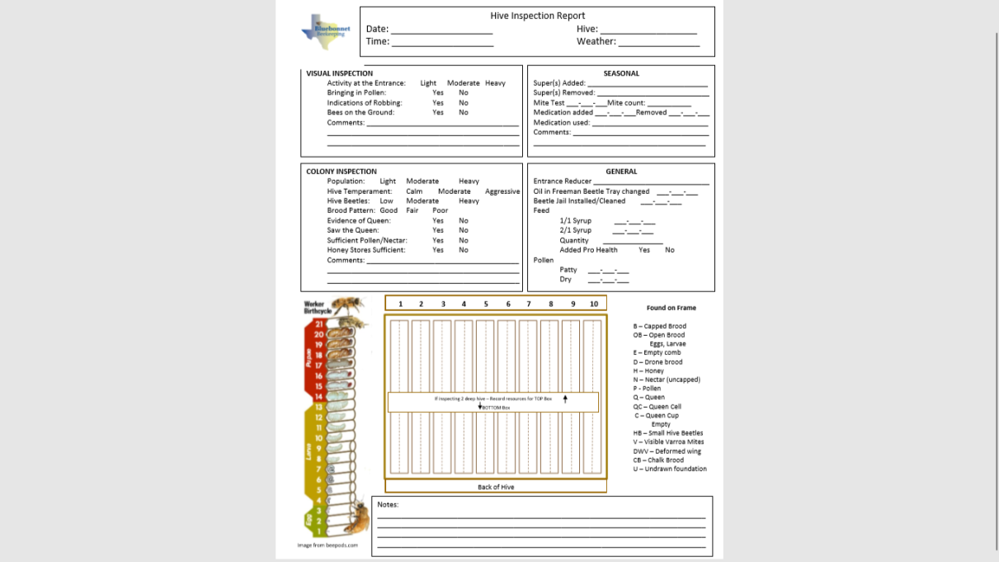 Bluebonnet
Beekeeping
Hive Inspection Report
Date: ____________________ Hive: ___________________
Time: ____________________ Weather: ________________
VISUAL INSPECTION
Activity at the Entrance: Light Moderate Heavy
Bringing in Pollen: Yes No
Indications of Robbing: Yes No
Bees on the Ground: Yes No
Comments: ____________________
SEASONAL
Super(s) Added: ____________________
Super(s) Removed: ____________________
Mite Test ___-___-___Mite count: ___________
Medication added ___-___-___Removed ___-___-___
Medication used: ____________________
Comments: ____________________
COLONY INSPECTION
Population: Light Moderate Heavy
Hive Temperament: Calm Moderate Aggressive
Hive Beetles: Low Moderate Heavy
Brood Pattern: Good Fair Poor
Evidence of Queen: Yes No
Saw the Queen: Yes No
Sufficient Pollen/Nectar: Yes No
Honey Stores Sufficient: Yes No
Comments: ____________________
GENERAL
Entrance Reducer ____________________
Oil in Freeman Beetle Tray changed ___-___-___
Beetle Jail Installed/Cleaned ___-___-___
Feed
1/1 Syrup ___-___-___
2/1 Syrup ___-___-___
Quantity _______________
Added Pro Health Yes No
Pollen
Patty ___-___-___
Dry ___-___-___
Worker
Birthcycle
21
20
19
18
17
16
15
14
13
12
11
10
9
8
7
6
5
4
3
2
1
Pupae
Larva
Egg
Image from beepods.com
1 2 3 4 5 6 7 8 9 10
If Inspecting 2 deep hive – Record resources for TOP Box
BOTTOM Box
Back of Hive
Found on Frame
B – Capped Brood
OB – Open Brood
Eggs, Larvae
E – Empty comb
D – Drone brood
H – Honey
N – Nectar (uncapped)
P - Pollen
Q – Queen
QC – Queen Cell
C – Queen Cup
Empty
HB – Small Hive Beetles
V – Visible Varroa Mites
DWV – Deformed wing
CB – Chalk Brood
U – Undrawn foundation
Notes: